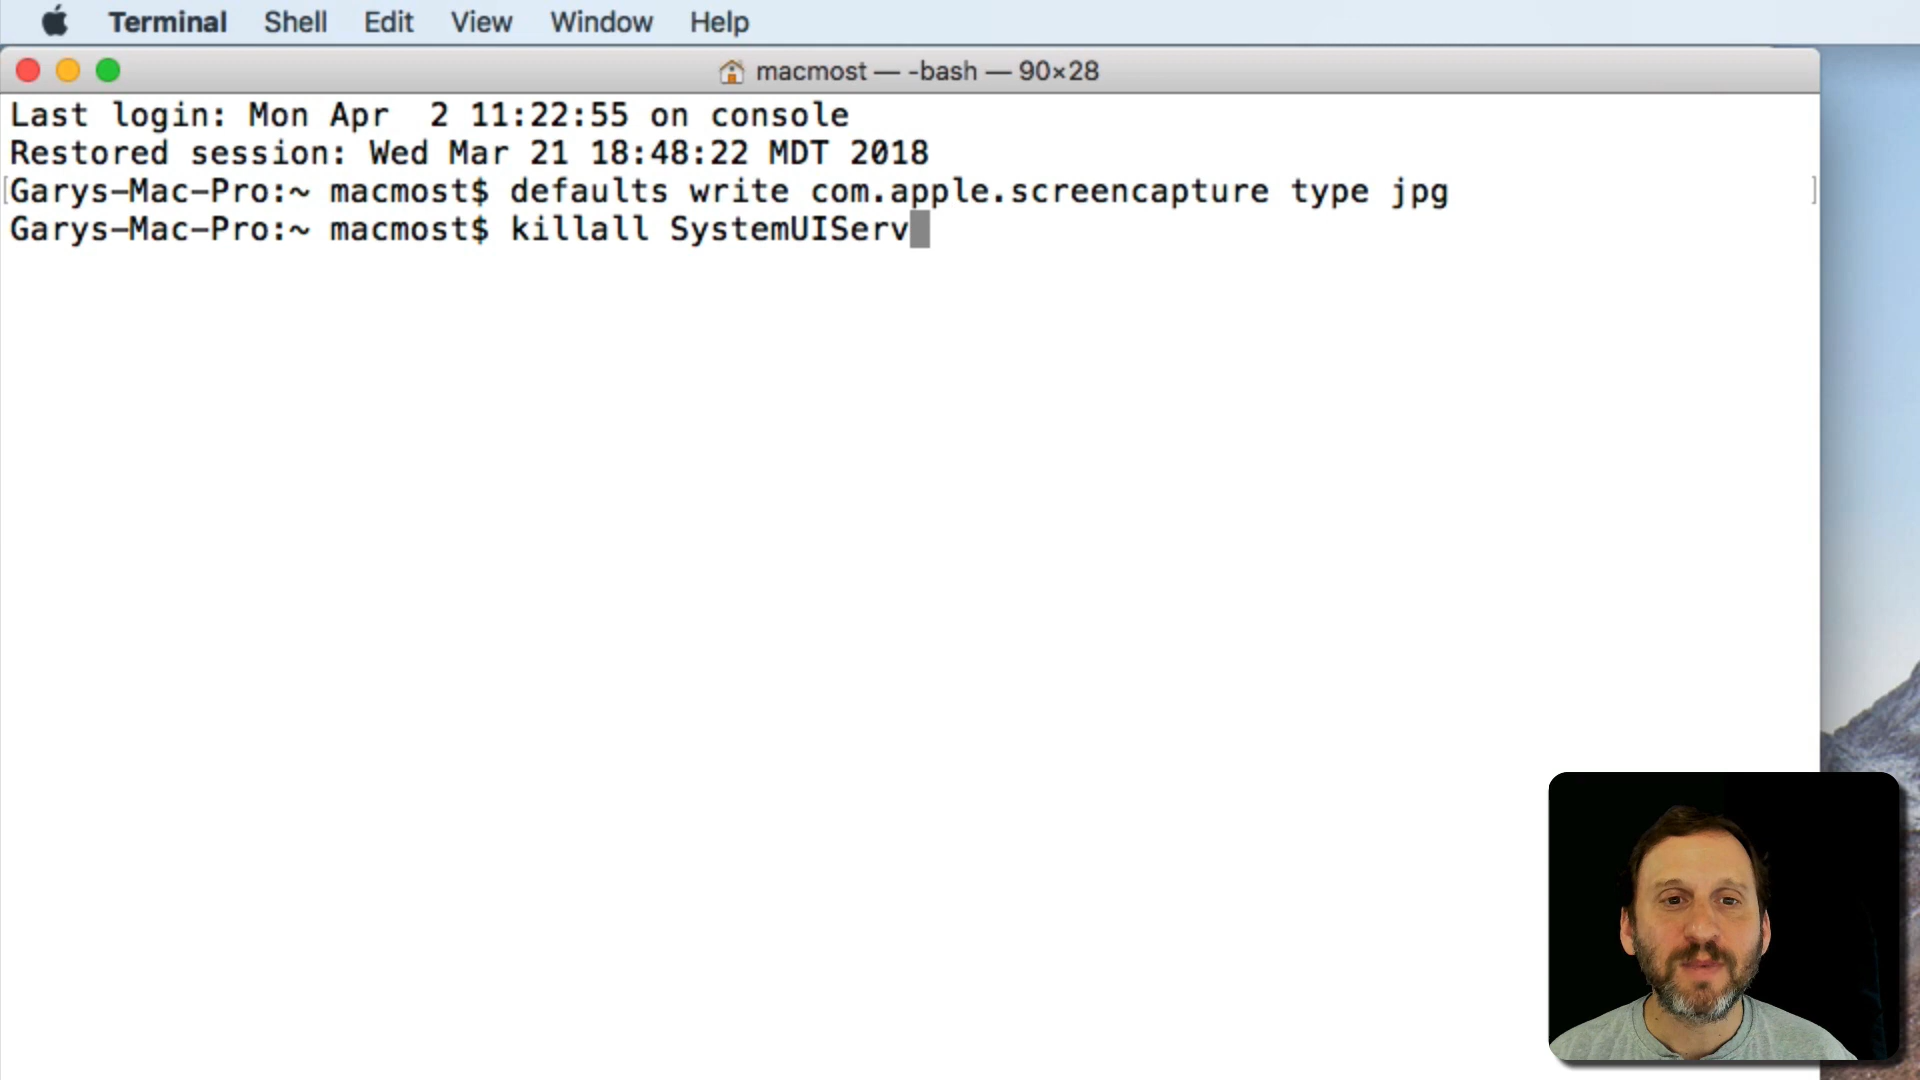 Terminal Shell Edit View Window Help
macmost — -bash — 90×28
Last login: Mon Apr  2 11:22:55 on console
Restored session: Wed Mar 21 18:48:22 MDT 2018
[Garys-Mac-Pro:~ macmost$ defaults write com.apple.screencapture type jpg ]
Garys-Mac-Pro:~ macmost$ killall SystemUIServ